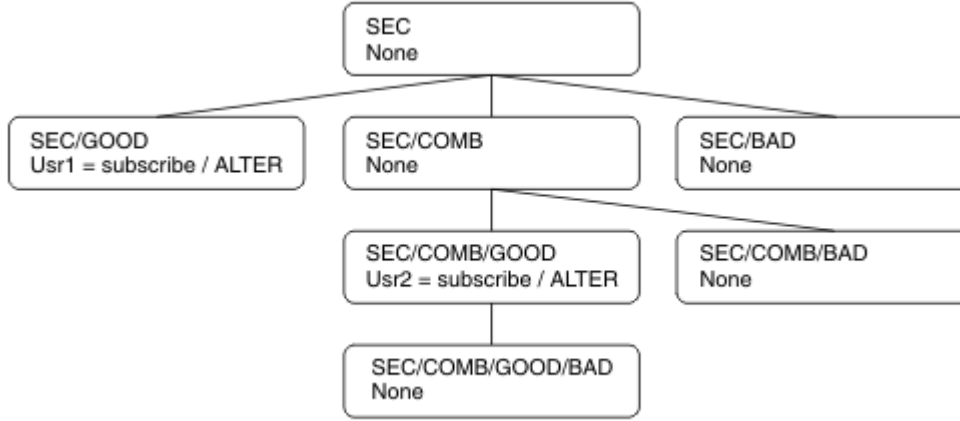 SEC
None
SEC/GOOD
Usr1 = subscribe / ALTER
SEC/COMB
None
SEC/BAD
None
SEC/COMB/GOOD
Usr2 = subscribe / ALTER
SEC/COMB/BAD
None
SEC/COMB/GOOD/BAD
None